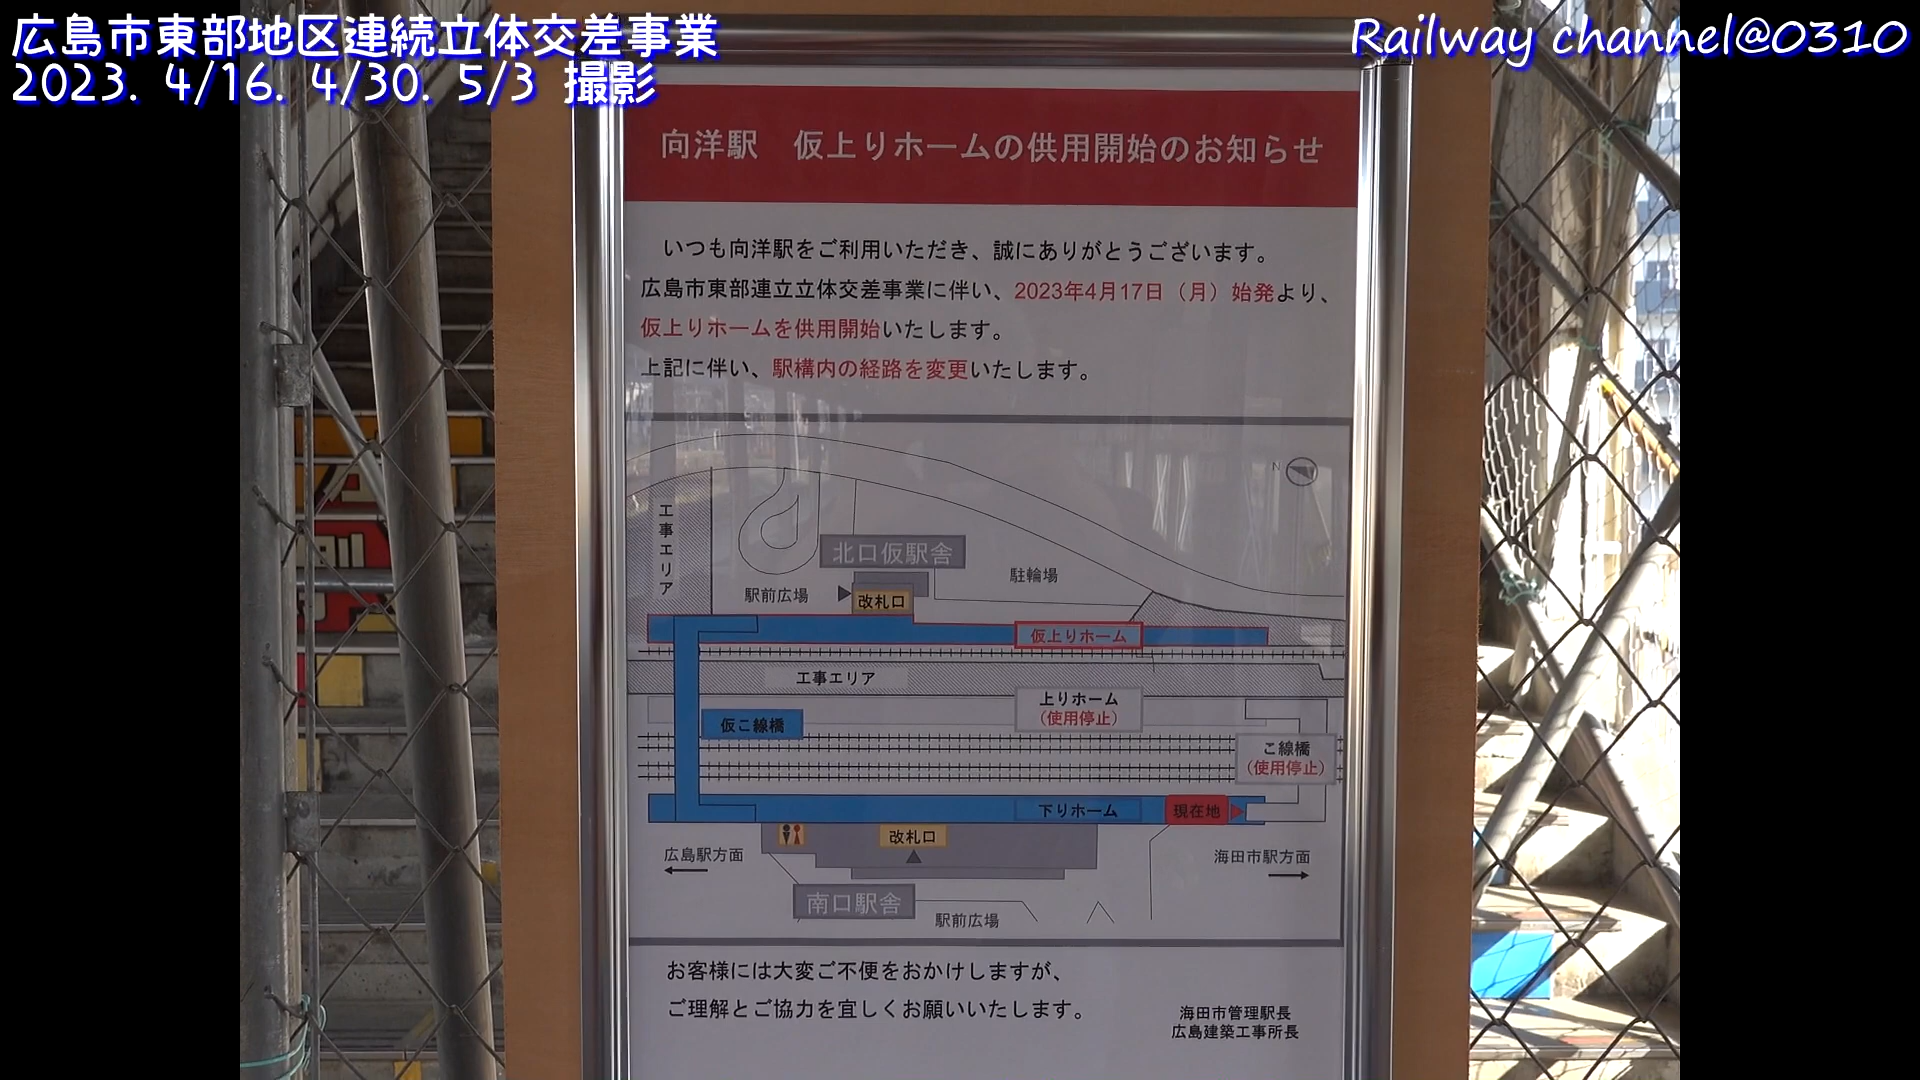 広島市東部地区連続立体交差事業
2023. 4/16. 4/30. 5/3 撮影
Railway channel@0310
向洋駅　仮上りホームの供用開始のお知らせ
いつも向洋駅をご利用いただき、誠にありがとうございます。
広島市東部連立立体交差事業に伴い、2023年4月17日（月）始発より、
仮上りホームを供用開始いたします。
上記に伴い、駅構内の経路を変更いたします。
N
工事エリア
北口仮駅舎
駐輪場
駅前広場
改札口
仮上りホーム
工事エリア
上りホーム
（使用停止）
仮こ線橋
こ線橋
（使用停止）
下りホーム
現在地
改札口
広島駅方面
海田市駅方面
南口駅舎
駅前広場
お客様には大変ご不便をおかけしますが、
ご理解とご協力を宜しくお願いいたします。
海田市管理駅長
広島建築工事所長